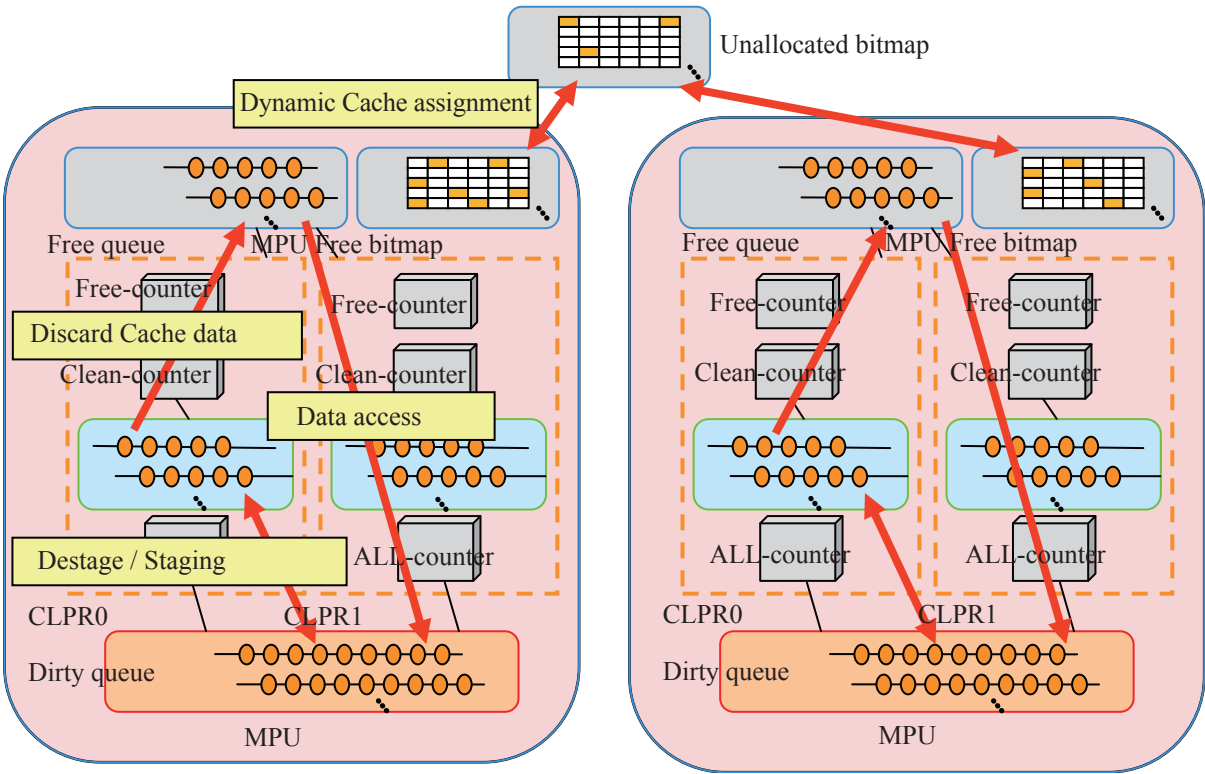 Unallocated bitmap
Dynamic Cache assignment
Free queue
MPU Free bitmap
Free queue
MPU Free bitmap
Free-counter
Free-counter
Free-counter
Free-counter
Discard Cache data
Clean-counter
Clean-counter
Clean-counter
Clean-counter
Data access
Destage / Staging
ALL-counter
ALL-counter
ALL-counter
CLPR0
CLPR1
CLPR0
CLPR1
Dirty queue
Dirty queue
MPU
MPU